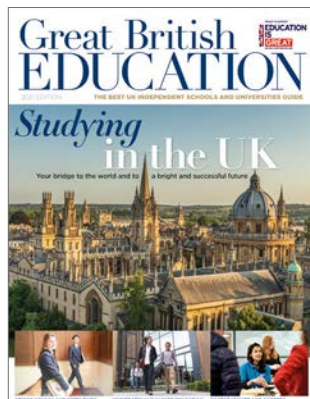 Great British
EDUCATION
EDUCATION
IS
GREAT
2021 EDITION
THE BEST UK INDEPENDENT SCHOOLS AND UNIVERSITIES GUIDE
Studying
in the UK
Your bridge to the world and to a bright and successful future